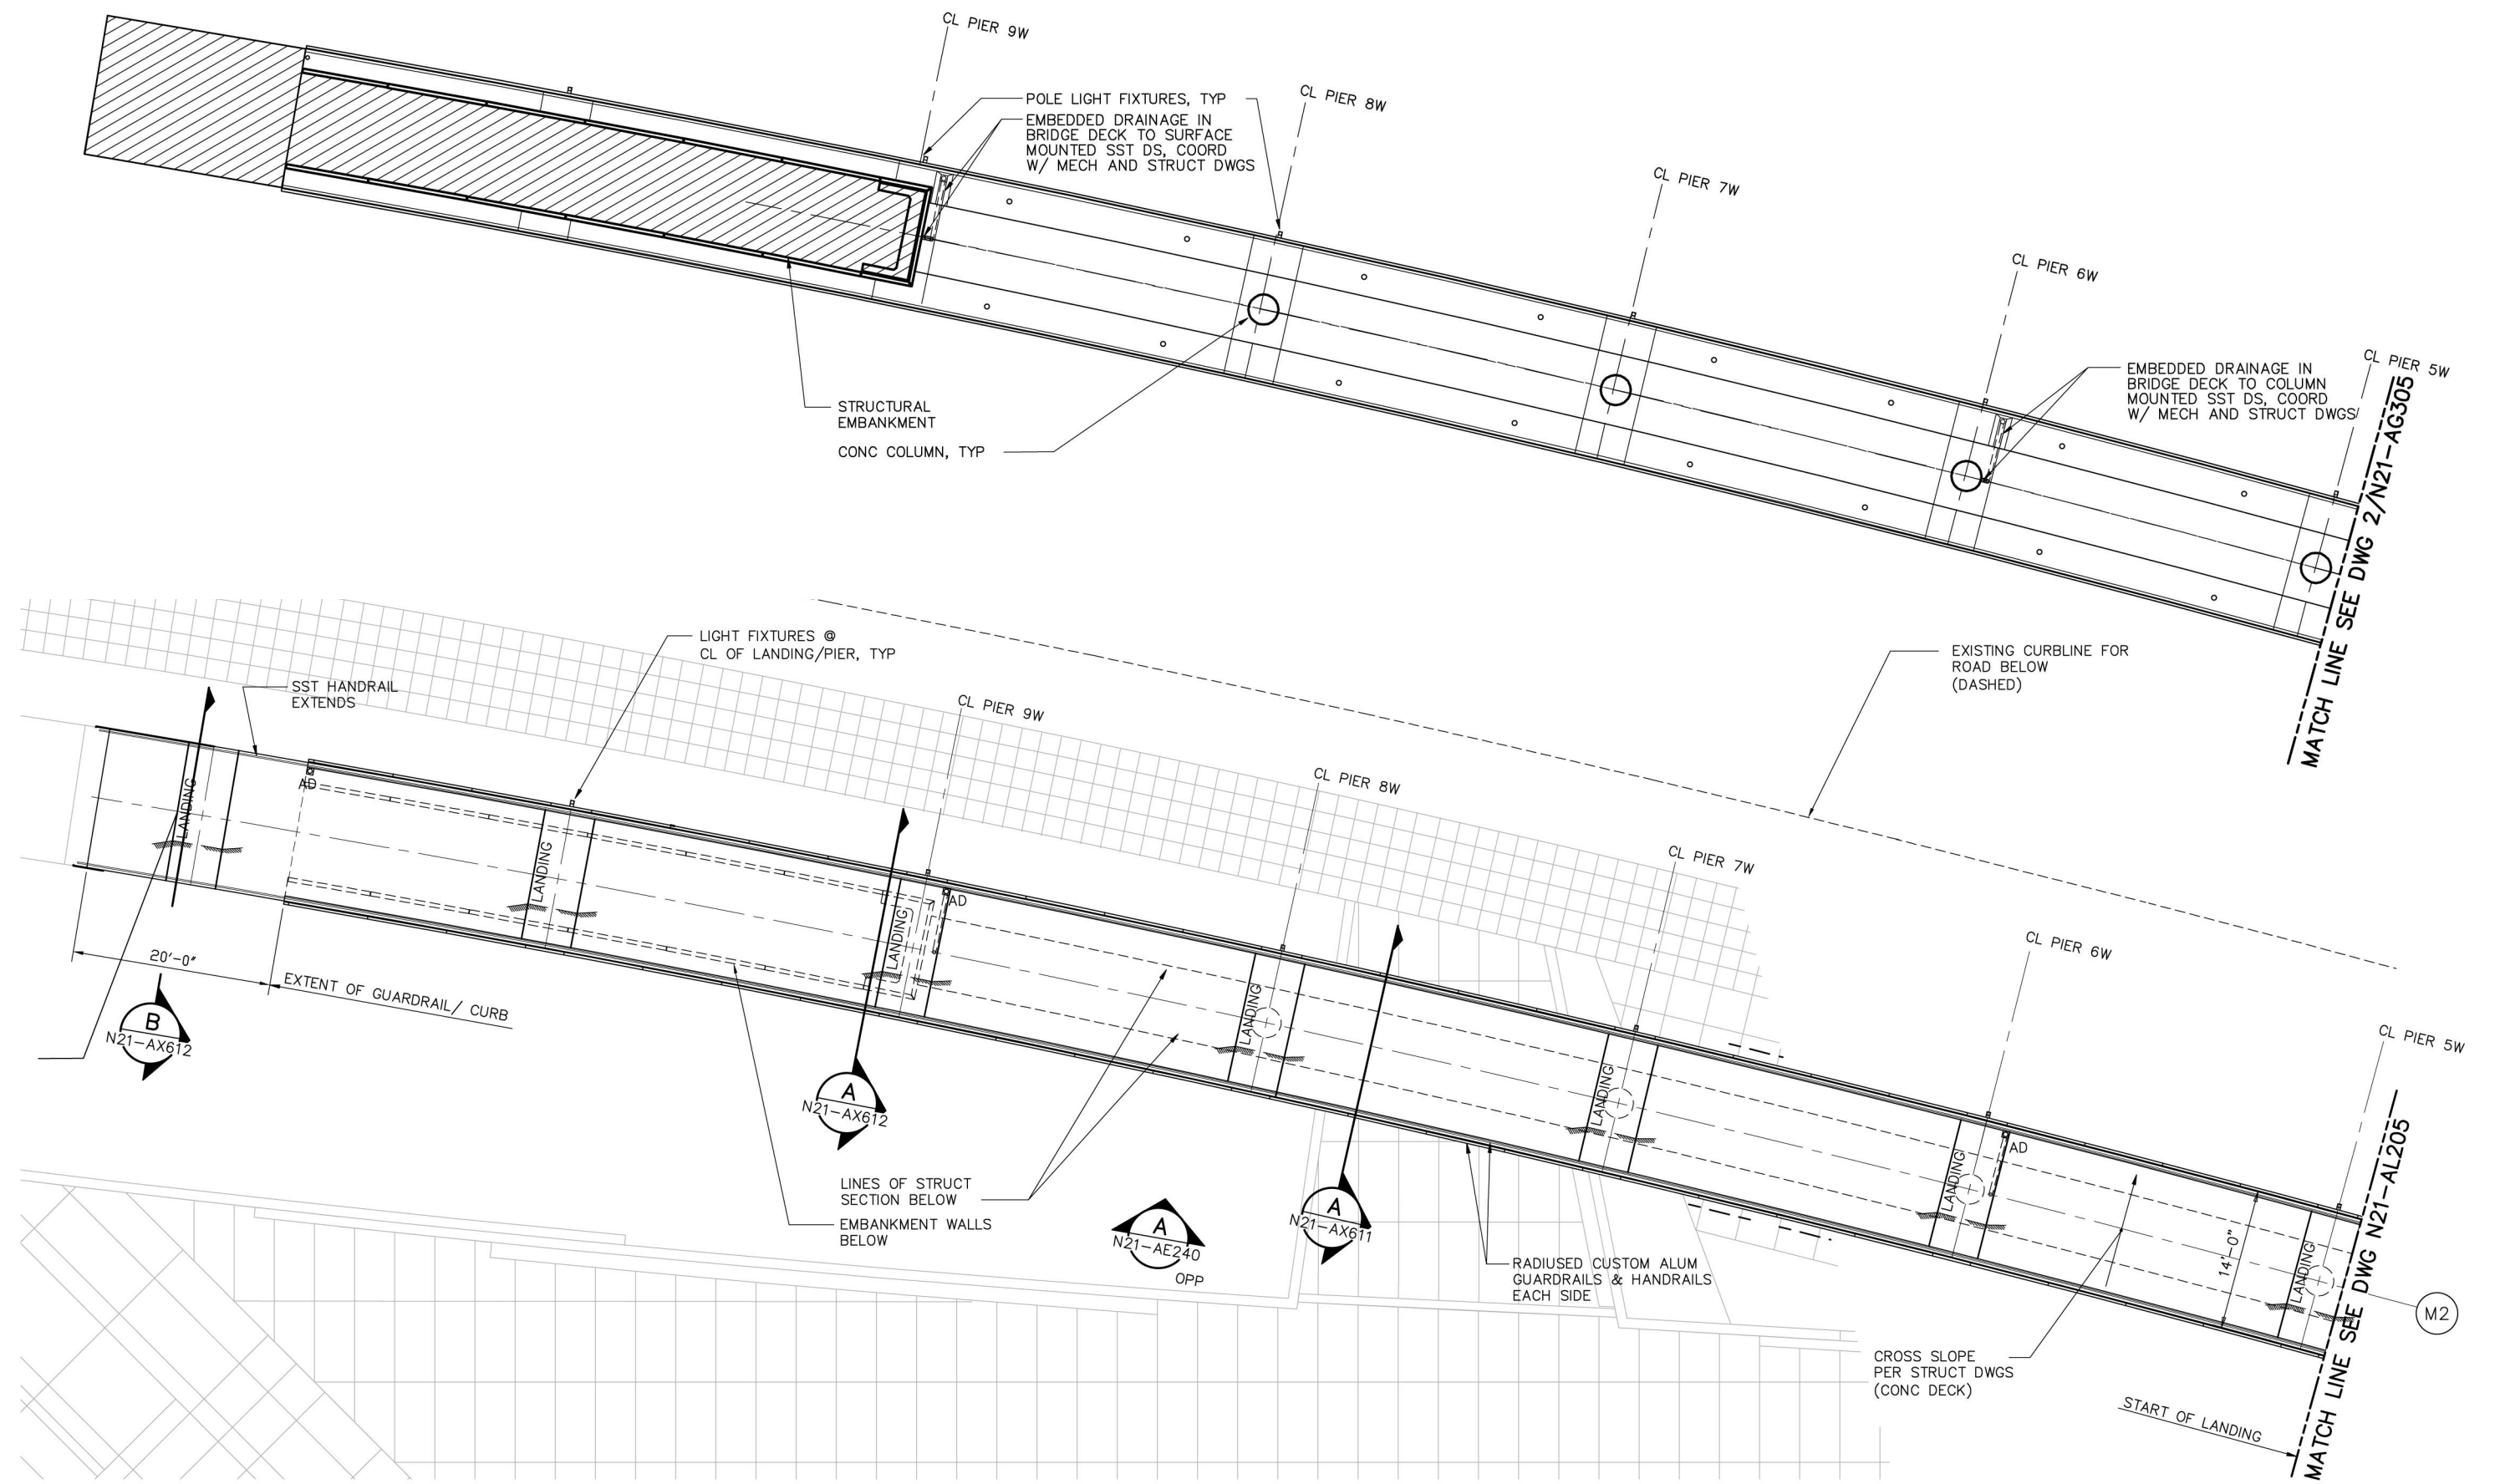 CL PIER 9W
POLE LIGHT FIXTURES, TYP
EMBEDDED DRAINAGE IN
BRIDGE DECK TO SURFACE
MOUNTED SST DS, COORD
W/ MECH AND STRUCT DWGS
CL PIER 8W
CL PIER 7W
CL PIER 6W
CL PIER 5W
EMBEDDED DRAINAGE IN
BRIDGE DECK TO COLUMN
MOUNTED SST DS, COORD
W/ MECH AND STRUCT DWGS
STRUCTURAL
EMBANKMENT
CONC COLUMN, TYP
MATCH LINE SEE DWG 2/N21-AG305
LIGHT FIXTURES @
CL OF LANDING/PIER, TYP
SST HANDRAIL
EXTENDS
EXISTING CURBLINE FOR
ROAD BELOW
(DASHED)
CL PIER 9W
CL PIER 8W
CL PIER 7W
CL PIER 6W
CL PIER 5W
AD
LANDING
LANDING
LANDING
AD
LANDING
LANDING
LANDING
AD
LANDING
20'-0"
EXTENT OF GUARDRAIL/ CURB
B
N21-AX612
A
N21-AX612
LINES OF STRUCT
SECTION BELOW
EMBANKMENT WALLS
BELOW
A
N21-AE240
OPP
A
N21-AX611
RADIUSED CUSTOM ALUM
GUARDRAILS & HANDRAILS
EACH SIDE
14'-0"
M2
CROSS SLOPE
PER STRUCT DWGS
(CONC DECK)
START OF LANDING
MATCH LINE SEE DWG N21-AL205